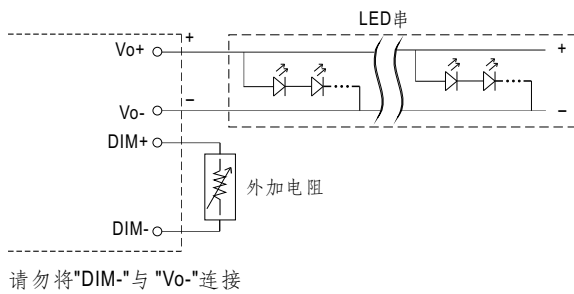 LED串
Vo+
+
+
Vo-
−
−
DIM+
外加电阻
DIM-
请勿将"DIM-"与 "Vo-"连接